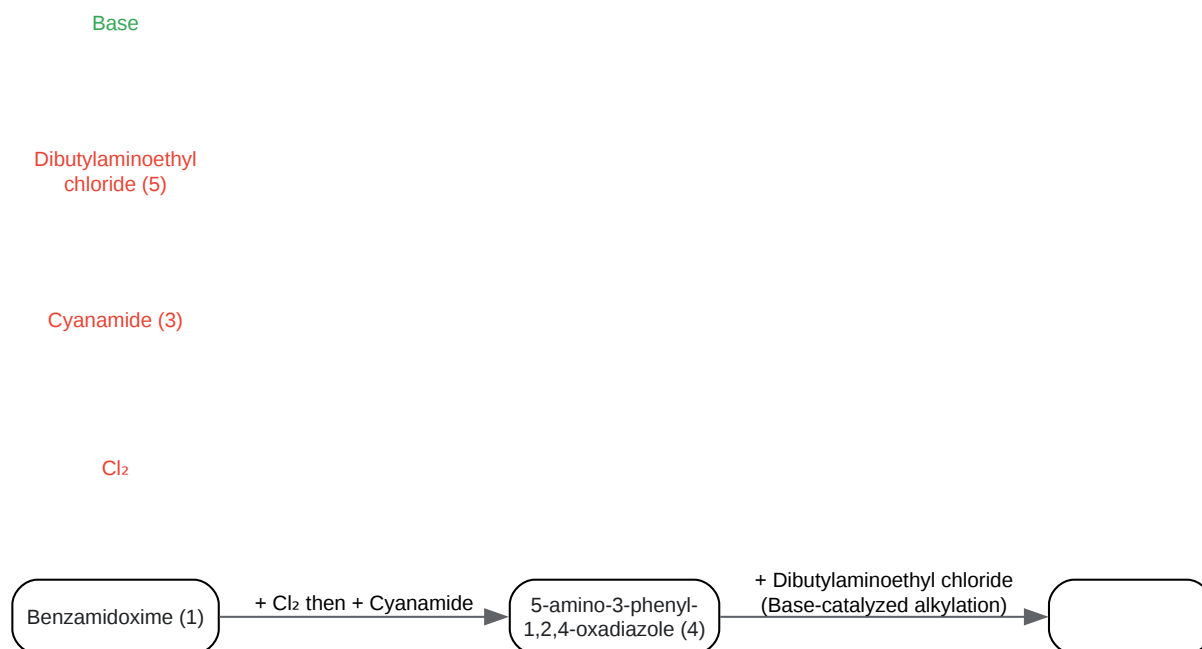 Base
Dibutylaminoethyl
chloride (5)
Cyanamide (3)
Cl₂
Benzamidoxime (1)
+ Cl₂ then + Cyanamide
5-amino-3-phenyl-
1,2,4-oxadiazole (4)
+ Dibutylaminoethyl chloride
(Base-catalyzed alkylation)